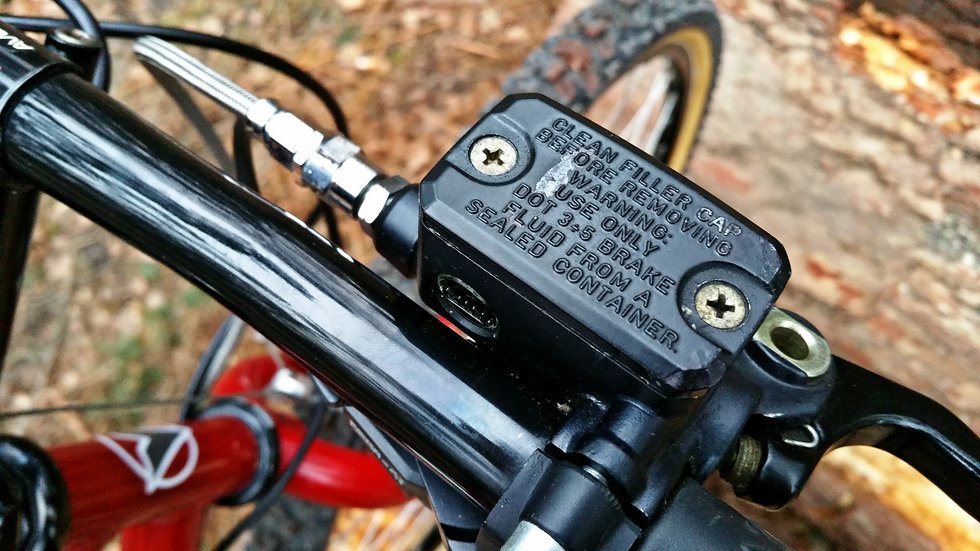 CLEAN FILLER CAP
BEFORE REMOVING
WARNING:
USE ONLY
DOT 3+5 BRAKE
FLUID FROM A
SEALED CONTAINER.